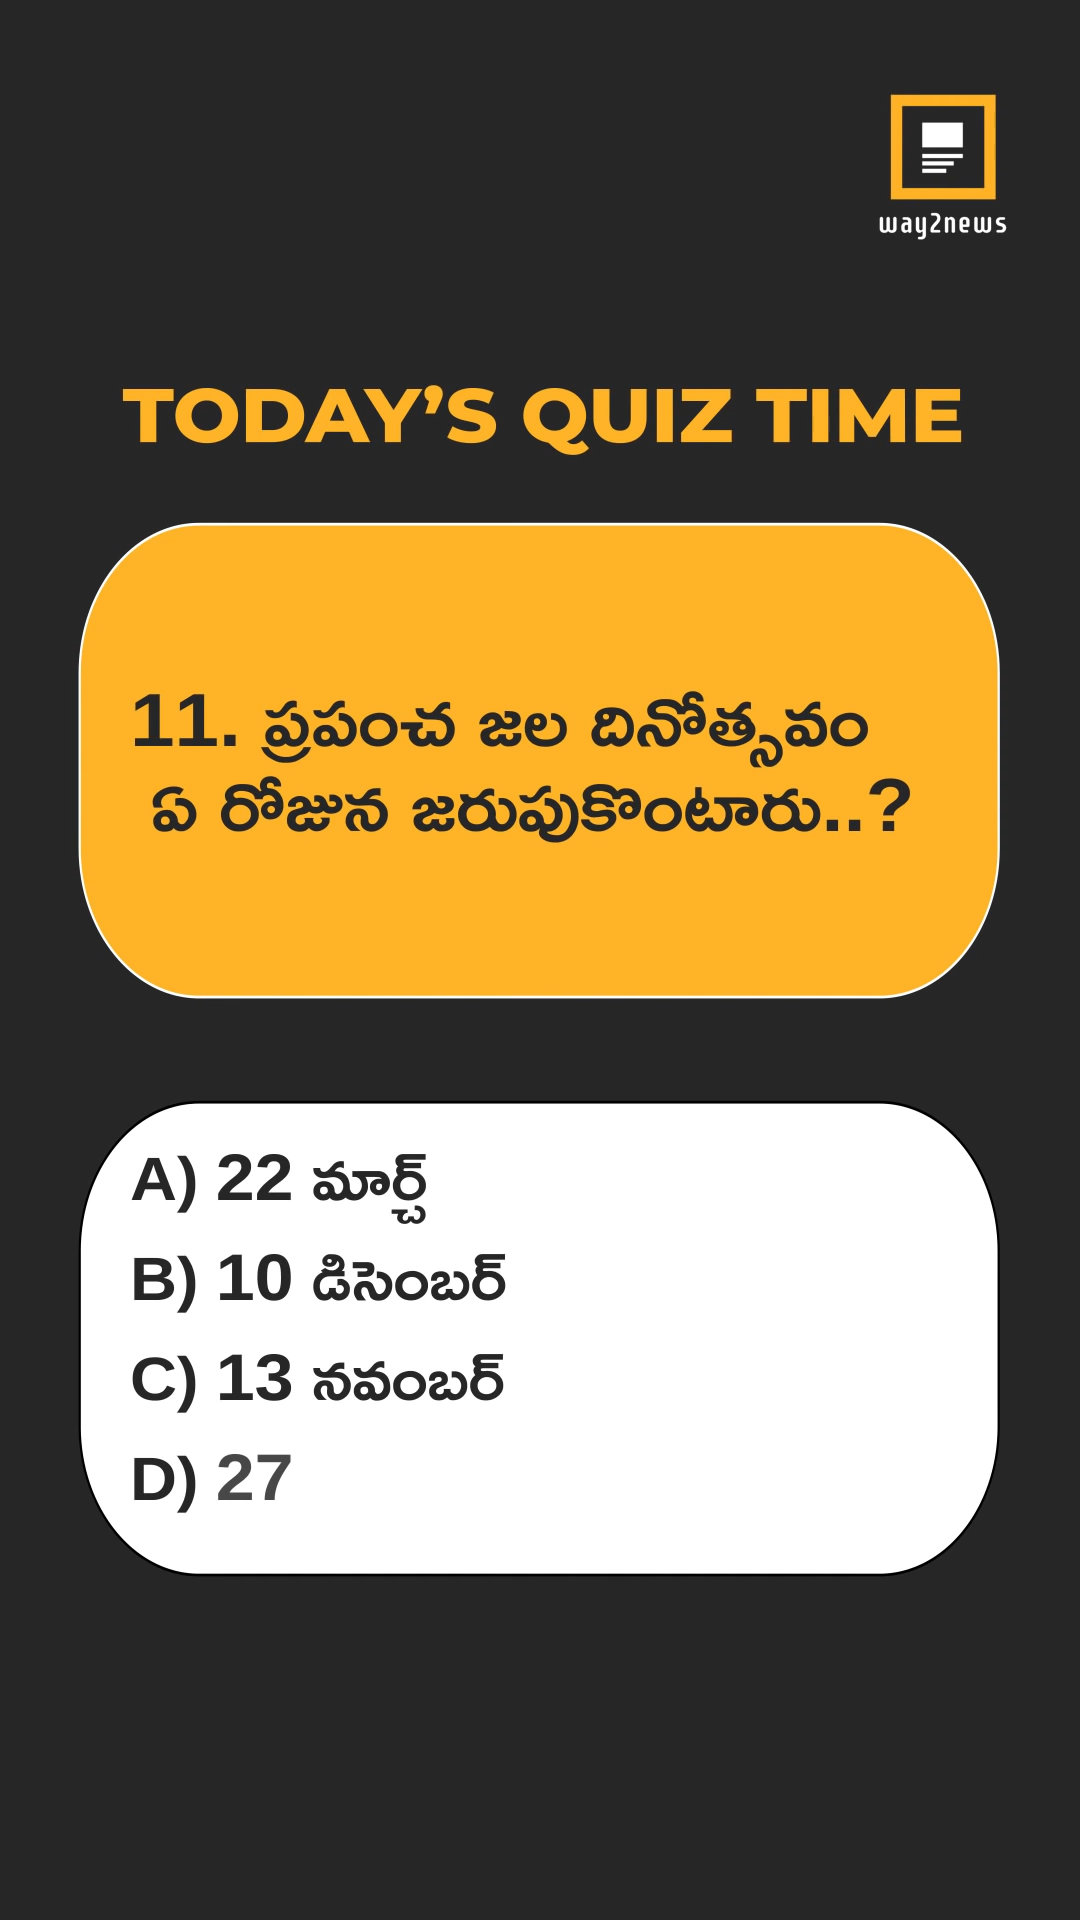 way2news
TODAY’S QUIZ TIME
11. ప్రపంచ జల దినోత్సవం
ఏ రోజున జరుపుకొంటారు..?
A) 22 మార్చ్
B) 10 డిసెంబర్
C) 13 నవంబర్
D) 27